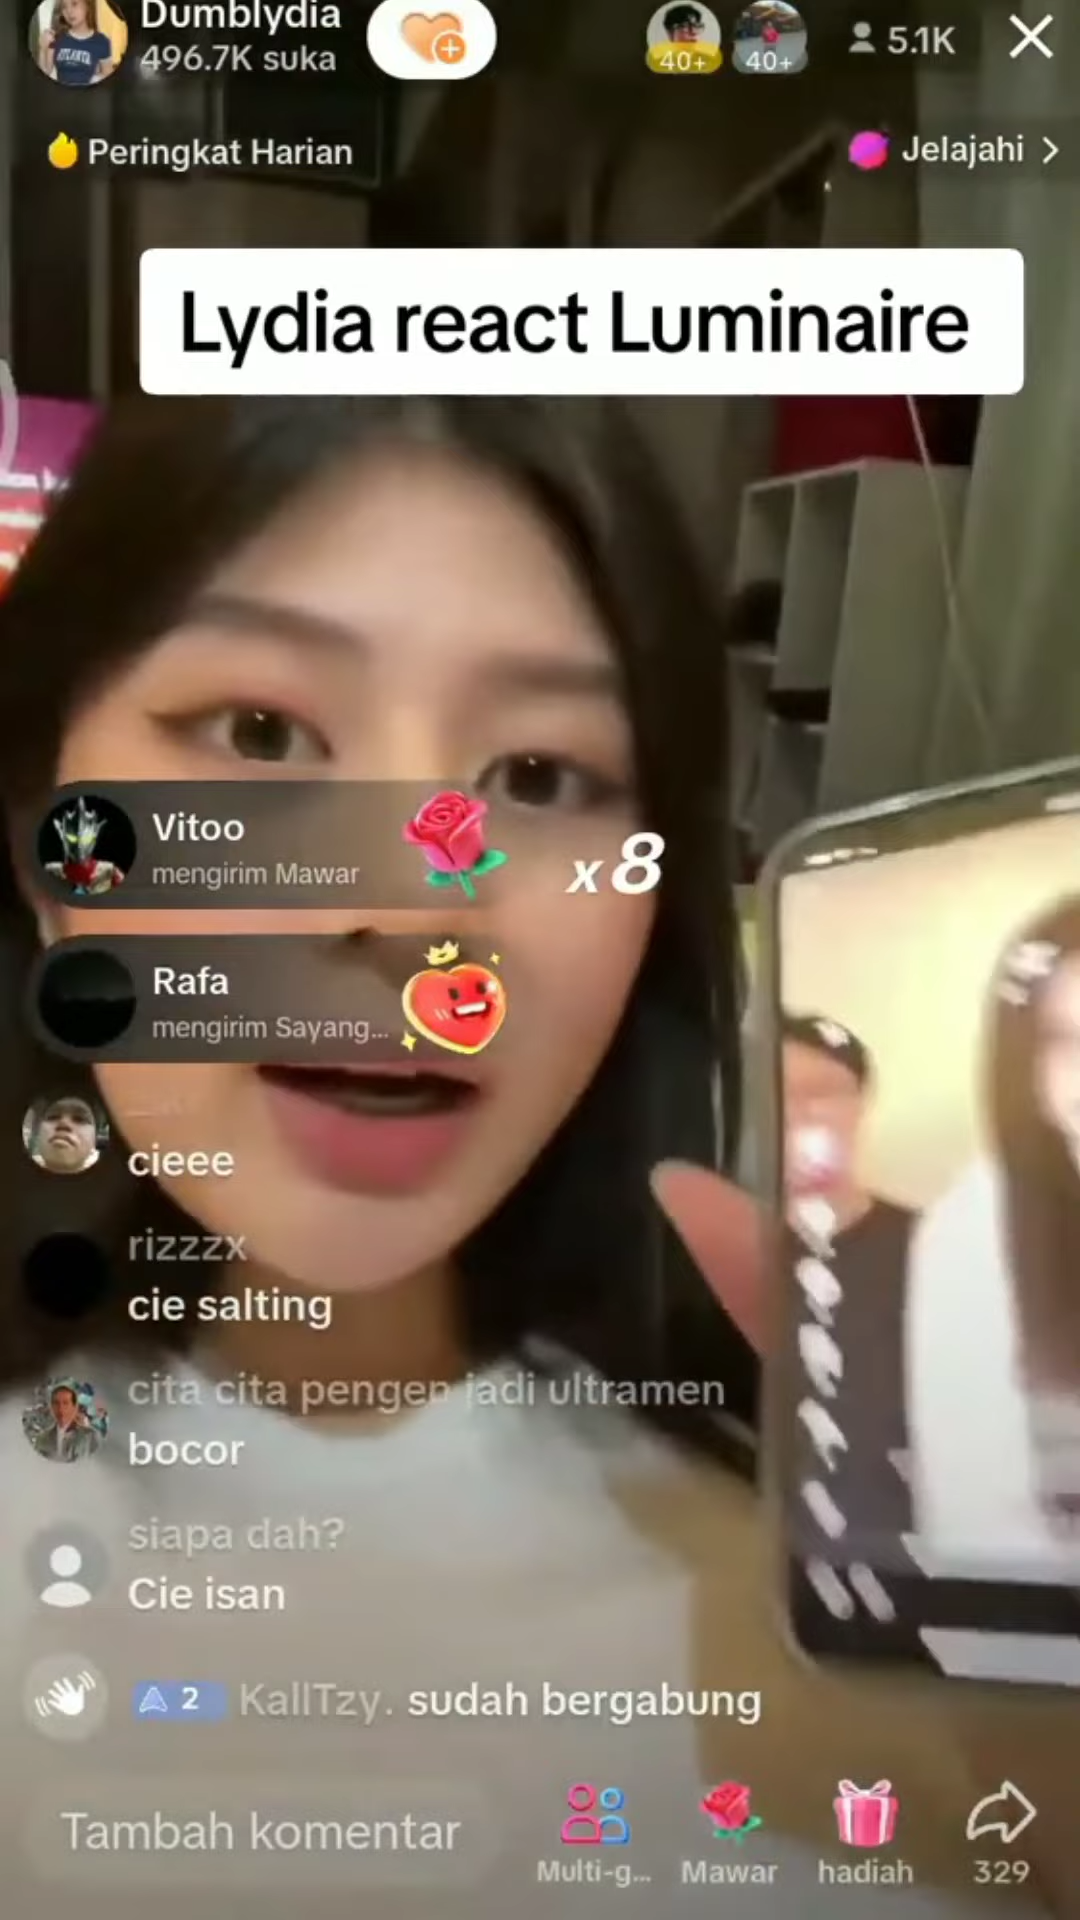 Dumblydia
496.7K suka
40+
40+
5.1K
Peringkat Harian
Jelajahi
Lydia react Luminaire
Vitoo
mengirim Mawar
x8
Rafa
mengirim Sayang...
cieee
rizzzx
cie salting
cita cita pengen jadi ultramen
bocor
siapa dah?
Cie isan
2 KallTzy. sudah bergabung
Tambah komentar
Multi-g...
Mawar
hadiah
329